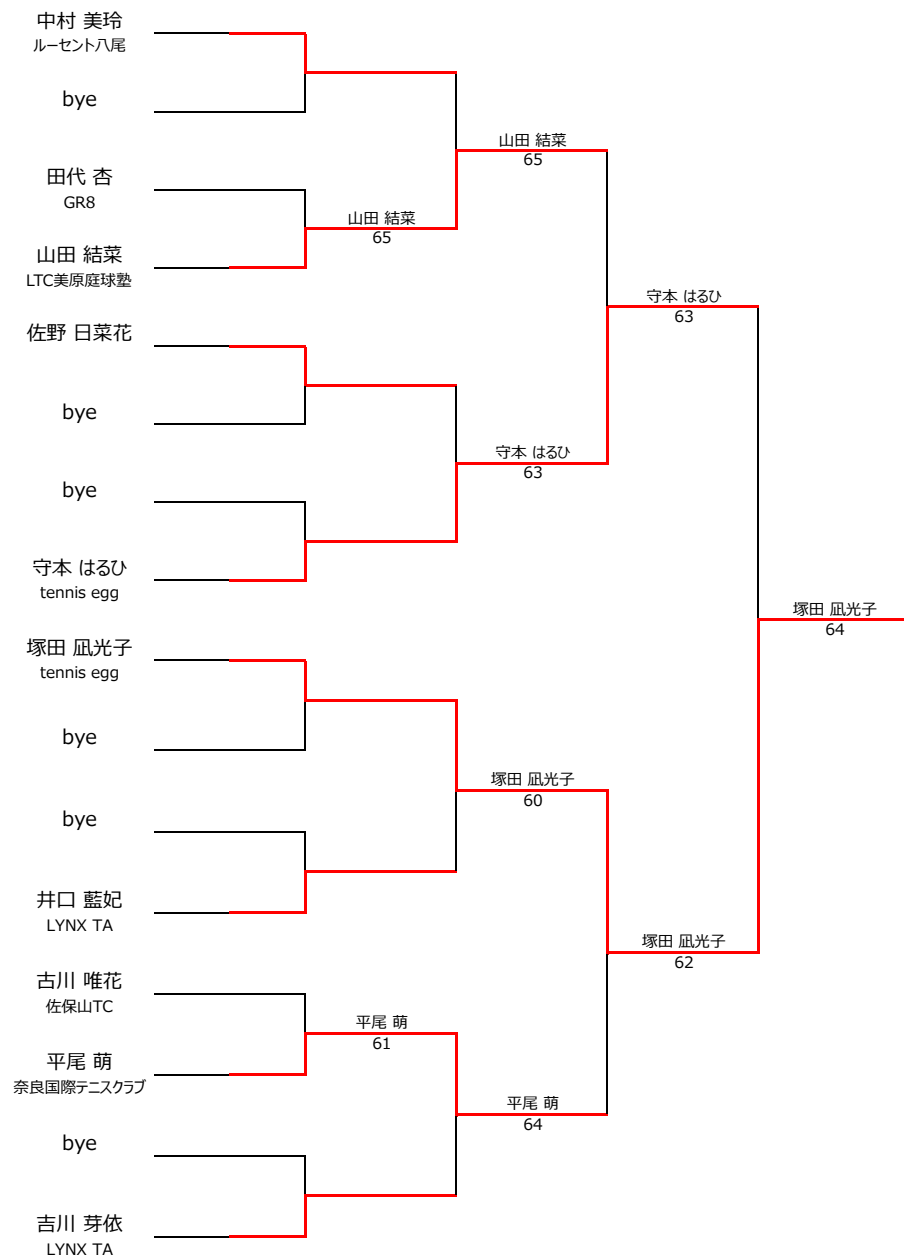 中村 美玲
ルーセント八尾
bye
田代 杏
GR8
山田 結菜
LTC美原庭球塾
佐野 日菜花
bye
bye
守本 はるひ
tennis egg
塚田 凪光子
tennis egg
bye
bye
井口 藍妃
LYNX TA
古川 唯花
佐保山TC
平尾 萌
奈良国際テニスクラブ
bye
吉川 芽依
LYNX TA
山田 結菜
65
平尾 萌
61
山田 結菜
65
守本 はるひ
63
塚田 凪光子
60
平尾 萌
64
守本 はるひ
63
塚田 凪光子
62
塚田 凪光子
64